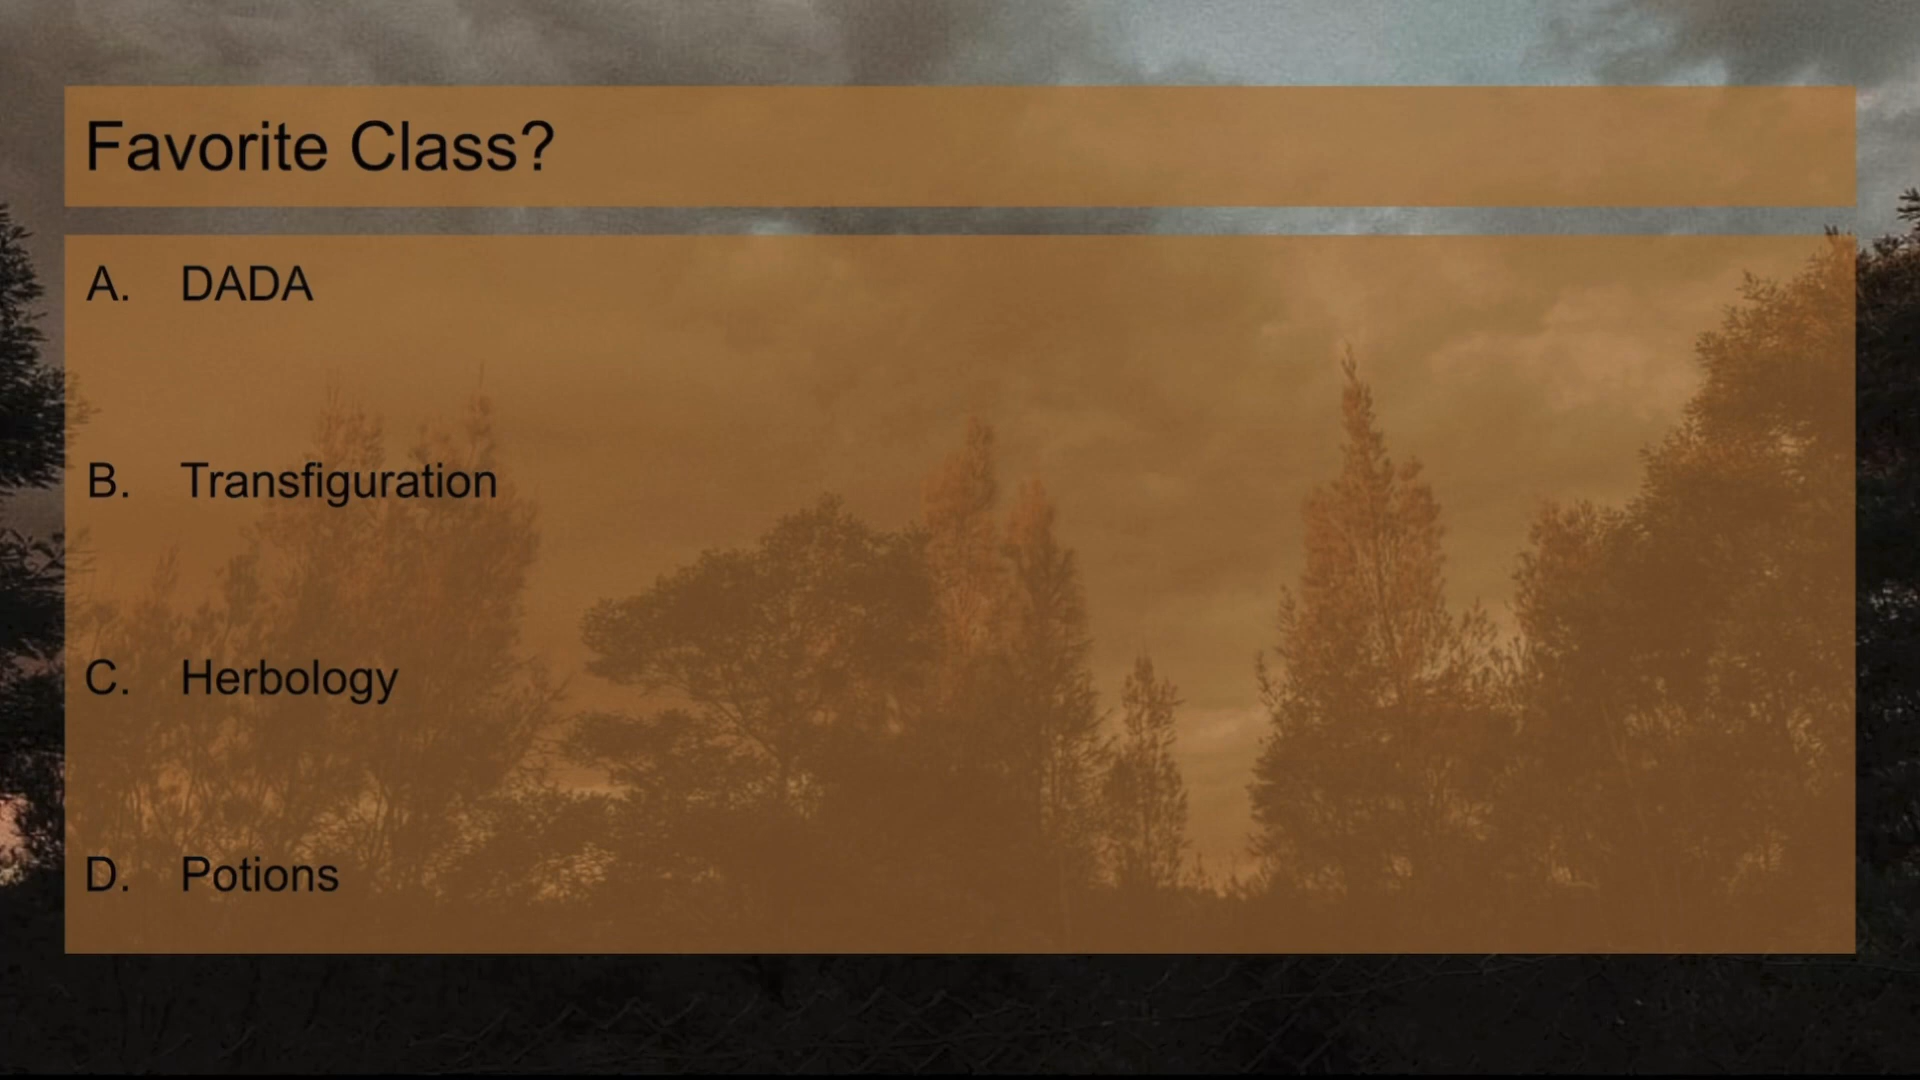 Favorite Class?
A. DADA
B. Transfiguration
C. Herbology
D. Potions